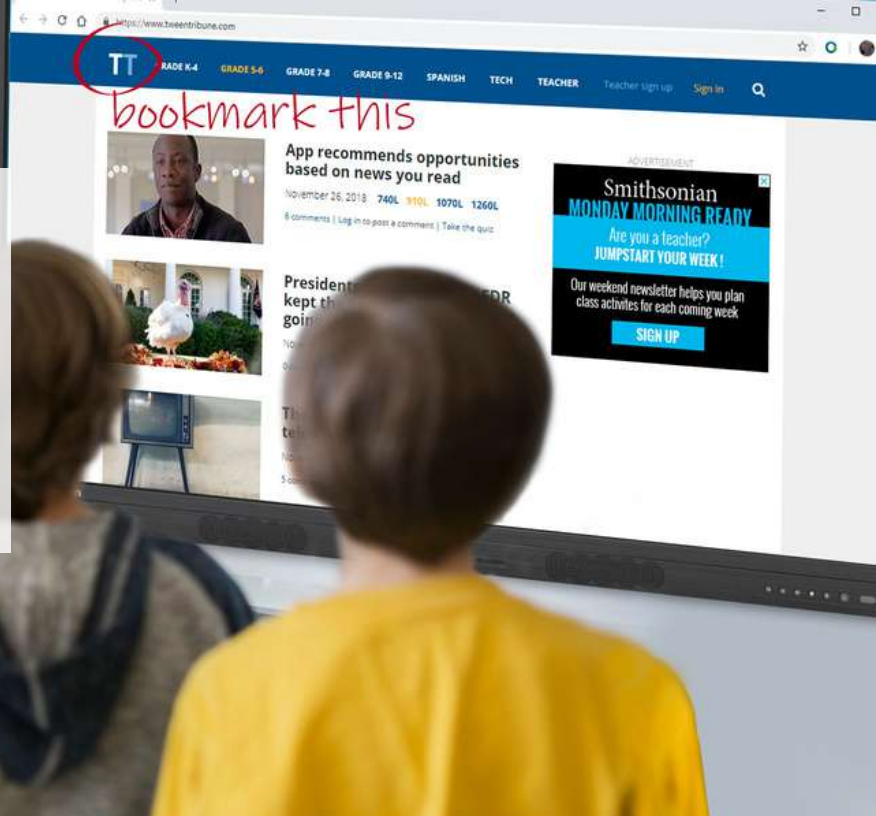 https://www.tweentribune.com
TT GRADE K-4 GRADE 5-6 GRADE 7-8 GRADE 9-12 SPANISH TECH TEACHER Teacher sign up Sign in
bookmark this
App recommends opportunities
based on news you read
November 26, 2018 740L 910L 1070L 1260L
6 comments | Log in to post a comment | Take the quiz
ADVERTISEMENT
Smithsonian
MONDAY MORNING READY
Are you a teacher?
JUMPSTART YOUR WEEK!
Our weekend newsletter helps you plan
class activites for each coming week
SIGN UP
kept